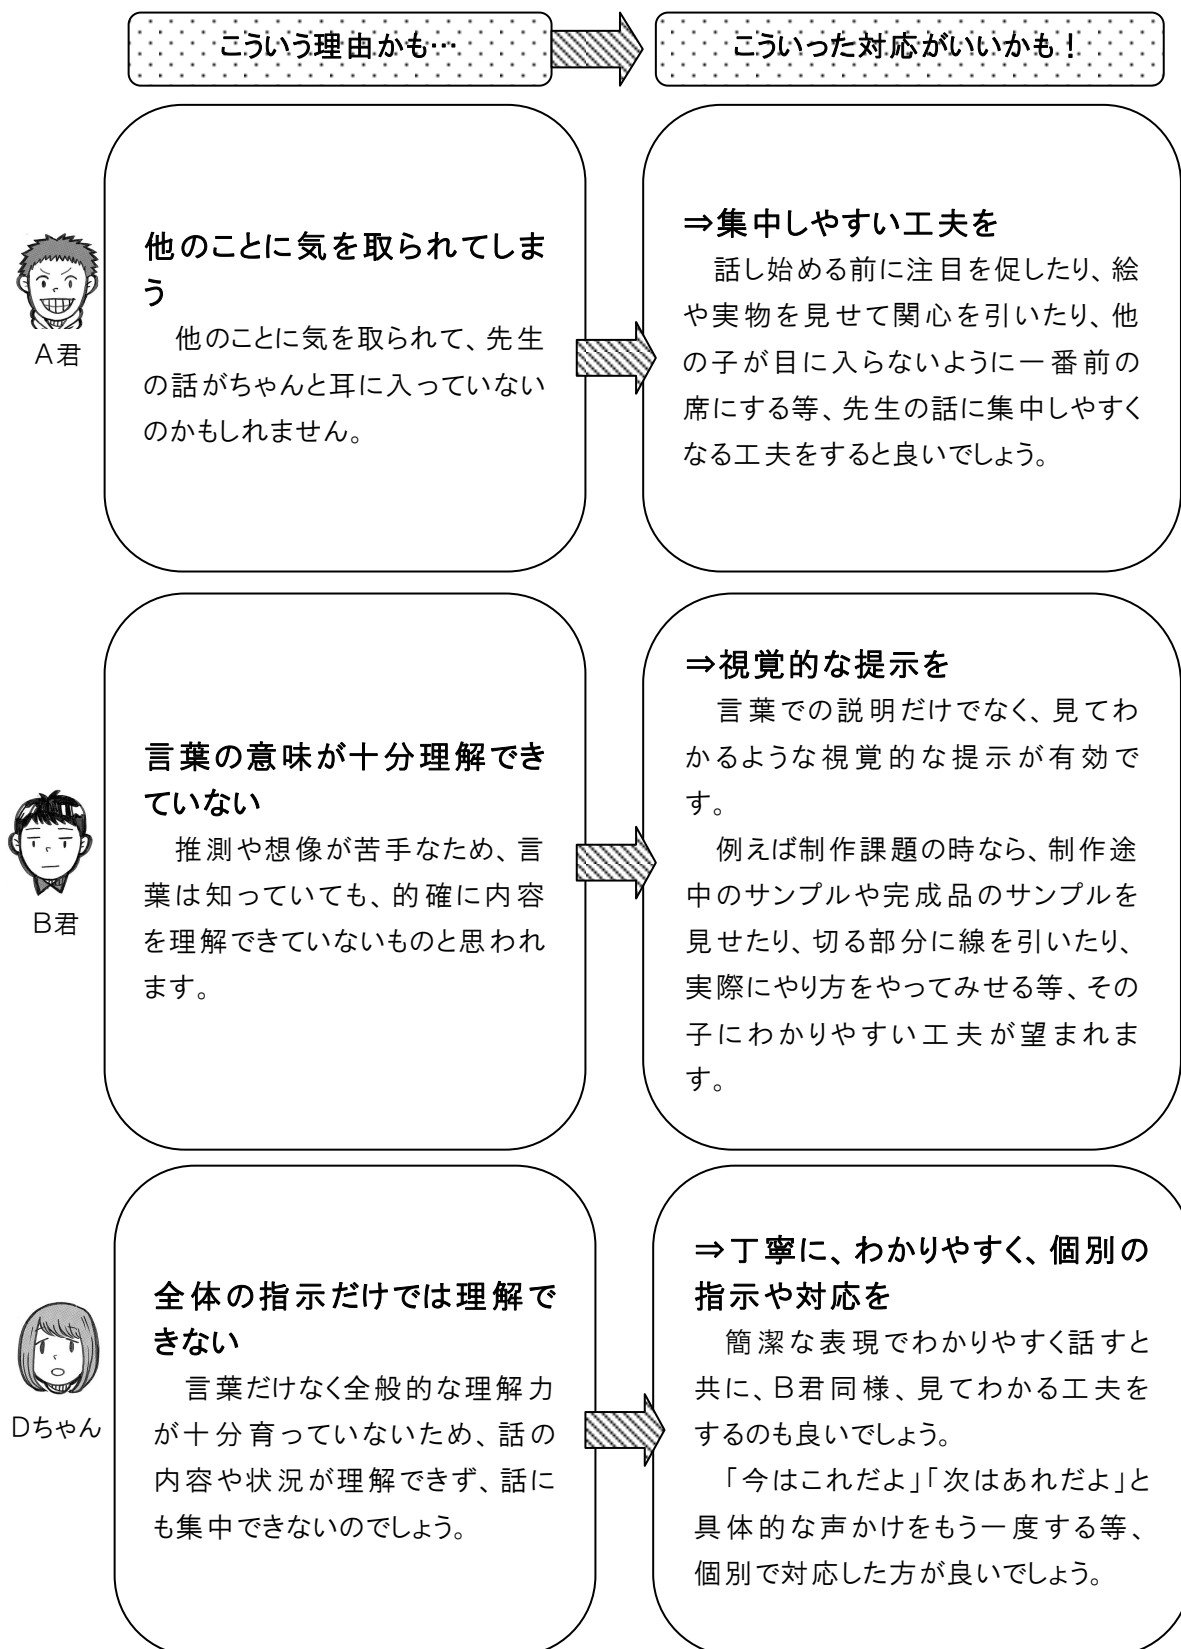 こういう理由かも…
こういった対応がいいかも！
A君
他のことに気を取られてしま
う
他のことに気を取られて、先生
の話がちゃんと耳に入っていない
のかもしれません。
⇒集中しやすい工夫を
話し始める前に注目を促したり、絵
や実物を見せて関心を引いたり、他
の子が目に入らないように一番前の
席にする等、先生の話に集中しやすく
なる工夫をすると良いでしょう。
B君
言葉の意味が十分理解でき
ていない
推測や想像が苦手なため、言
葉は知っていても、的確に内容
を理解できていないものと思われ
ます。
⇒視覚的な提示を
言葉での説明だけでなく、見てわ
かるような視覚的な提示が有効で
す。
例えば制作課題の時なら、制作途
中のサンプルや完成品のサンプルを
見せたり、切る部分に線を引いたり、
実際にやり方をやってみせる等、その
子にわかりやすい工夫が望まれま
す。
Dちゃん
全体の指示だけでは理解で
きない
言葉だけなく全般的な理解力
が十分育っていないため、話の
内容や状況が理解できず、話に
も集中できないのでしょう。
⇒丁寧に、わかりやすく、個別の
指示や対応を
簡潔な表現でわかりやすく話すと
共に、B君同様、見てわかる工夫を
するのも良いでしょう。
「今はこれだよ」「次はあれだよ」と
具体的な声かけをもう一度する等、
個別で対応した方が良いでしょう。